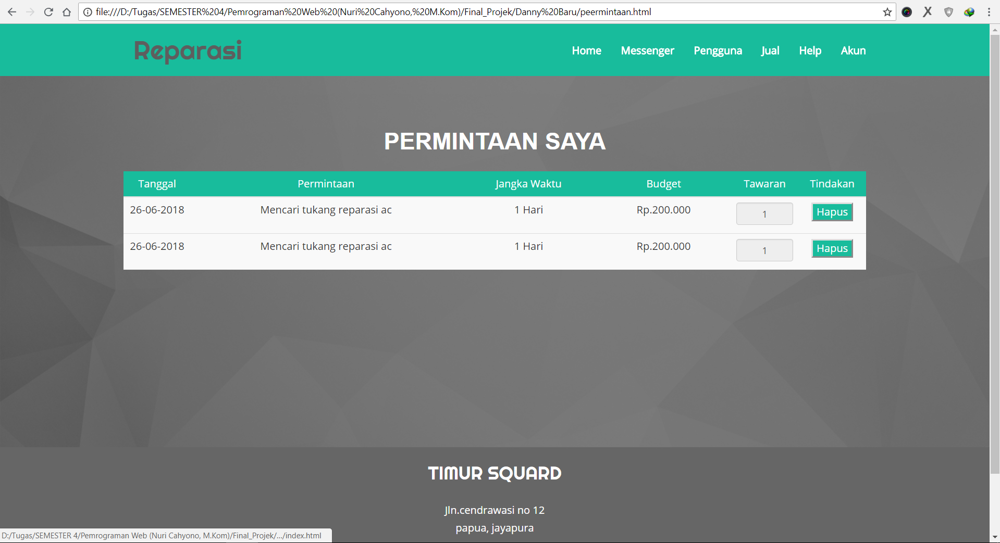 file:///D:/Tugas/SEMESTER%204/Pemrograman%20Web%20(Nuri%20Cahyono,%20M.Kom)/Final_Projek/Danny%20Baru/peermintaan.html
Reparasi Home Messenger Pengguna Jual Help Akun
PERMINTAAN SAYA
Tanggal Permintaan Jangka Waktu Budget Tawaran Tindakan
26-06-2018 Mencari tukang reparasi ac 1 Hari Rp.200.000 1 Hapus
26-06-2018 Mencari tukang reparasi ac 1 Hari Rp.200.000 1 Hapus
TIMUR SQUARD
Jln.cendrawasi no 12
papua, jayapura
D:/Tugas/SEMESTER 4/Pemrograman Web (Nuri Cahyono, M.Kom)/Final_Projek/.../index.html